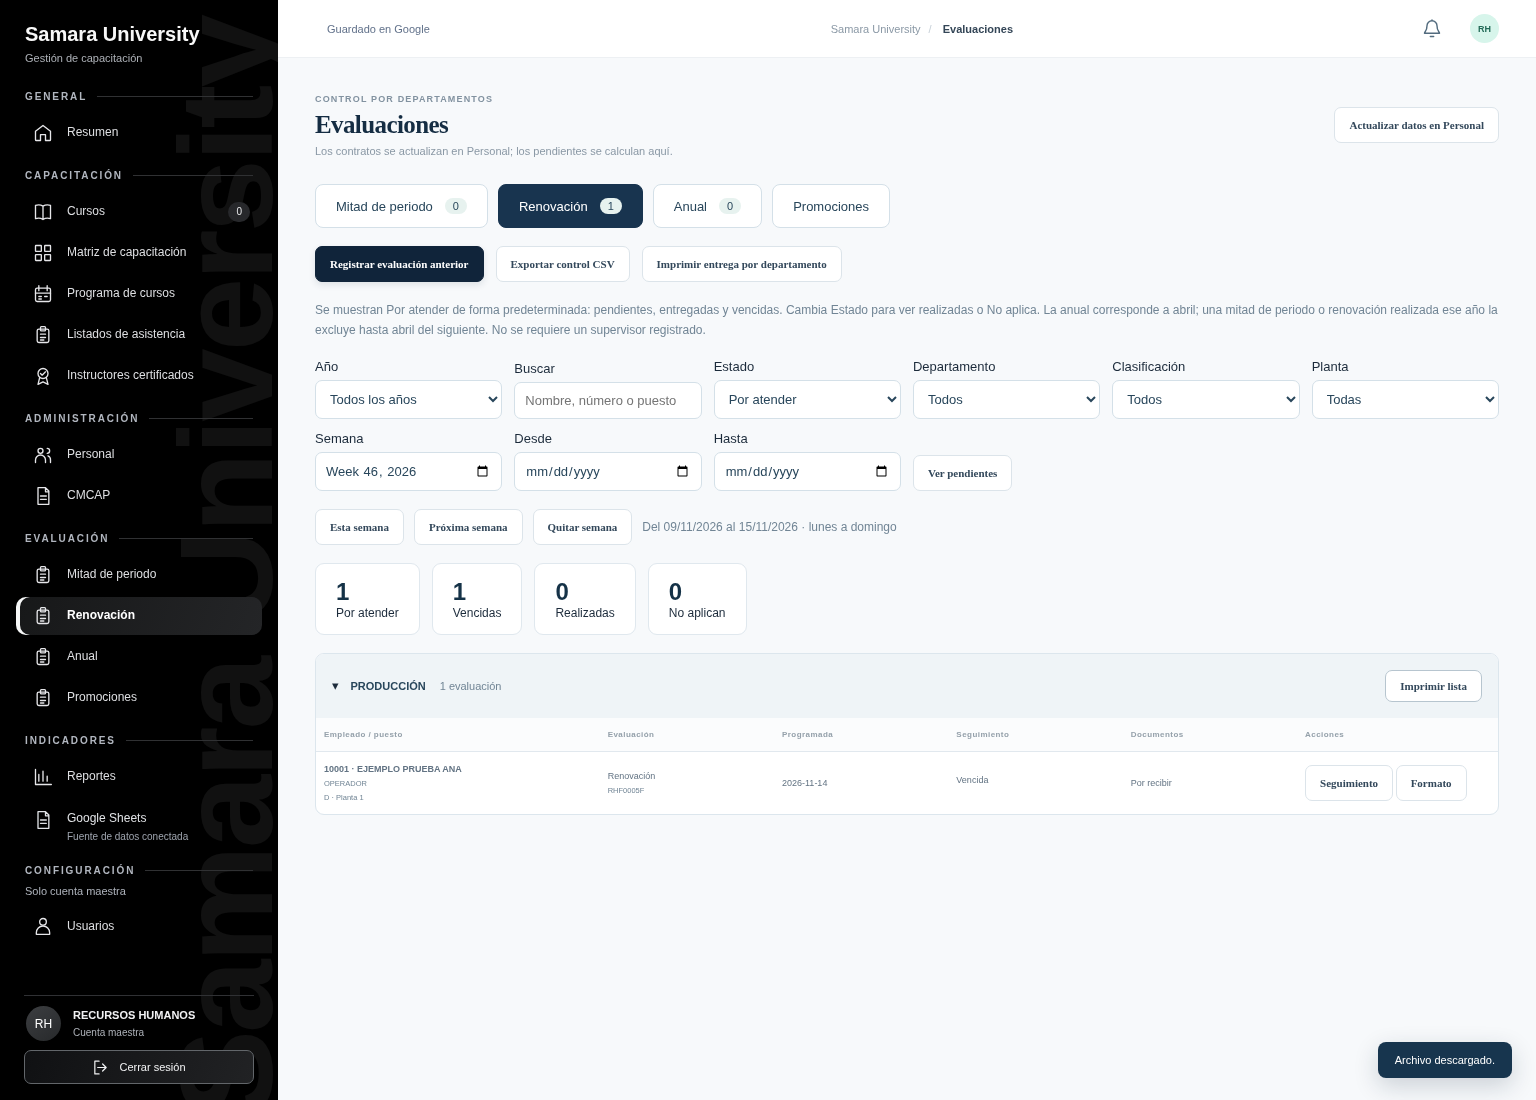 Samara University
Gestión de capacitación
GENERAL
Resumen
CAPACITACIÓN
Cursos 0
Matriz de capacitación
Programa de cursos
Listados de asistencia
Instructores certificados
ADMINISTRACIÓN
Personal
CMCAP
EVALUACIÓN
Mitad de periodo
Renovación
Anual
Promociones
INDICADORES
Reportes
Google Sheets
Fuente de datos conectada
CONFIGURACIÓN
Solo cuenta maestra
Usuarios
RH RECURSOS HUMANOS
Cuenta maestra
Cerrar sesión
Samara University
Guardado en Google
Samara University / Evaluaciones
RH
CONTROL POR DEPARTAMENTOS
Evaluaciones
Los contratos se actualizan en Personal; los pendientes se calculan aquí.
Actualizar datos en Personal
Mitad de periodo 0 Renovación 1 Anual 0 Promociones
Registrar evaluación anterior Exportar control CSV Imprimir entrega por departamento
Se muestran Por atender de forma predeterminada: pendientes, entregadas y vencidas. Cambia Estado para ver realizadas o No aplica. La anual corresponde a abril; una mitad de periodo o renovación realizada ese año la
excluye hasta abril del siguiente. No se requiere un supervisor registrado.
Año Buscar Estado Departamento Clasificación Planta
Todos los años Nombre, número o puesto Por atender Todos Todos Todas
Semana Desde Hasta
Week 46, 2026 mm/dd/yyyy mm/dd/yyyy Ver pendientes
Esta semana Próxima semana Quitar semana Del 09/11/2026 al 15/11/2026 · lunes a domingo
1 1 0 0
Por atender Vencidas Realizadas No aplican
▼ PRODUCCIÓN 1 evaluación Imprimir lista
Empleado / puesto Evaluación Programada Seguimiento Documentos Acciones
10001 · EJEMPLO PRUEBA ANA
OPERADOR
D · Planta 1
Renovación
RHF0005F
2026-11-14
Vencida
Por recibir
Seguimiento Formato
Archivo descargado.